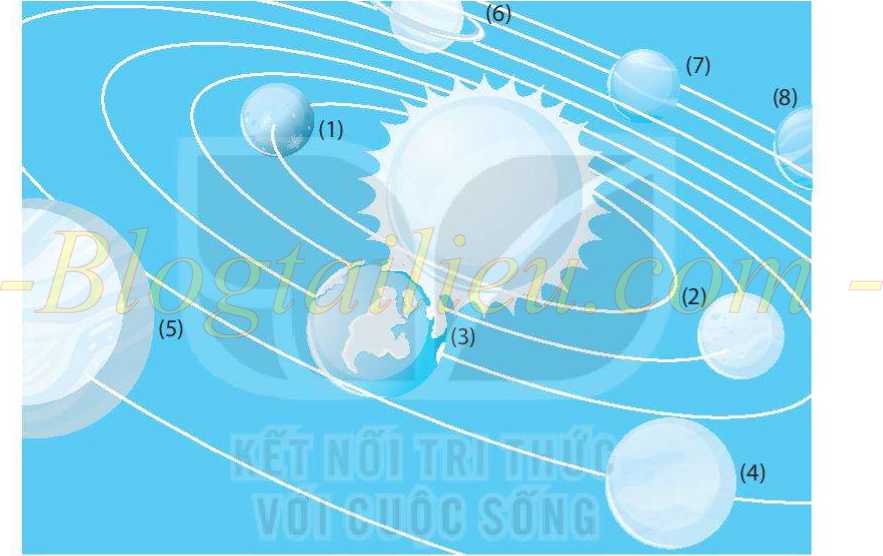 (6)
(7)
(8)
(1)
-Blogtailieu.com-
(2)
(5)
(3)
KẾT NỐI TRI THỨC
VỚI CUỘC SỐNG
(4)